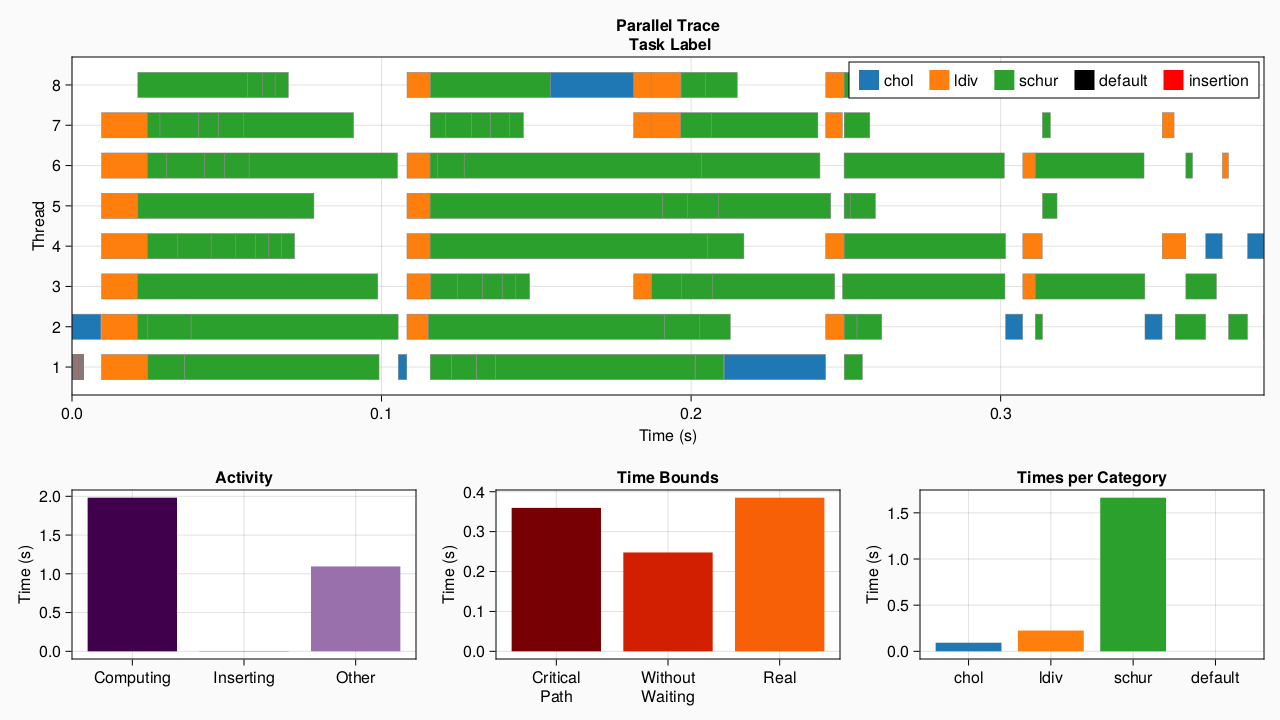 Parallel Trace
Task Label
chol ldiv schur default insertion
Thread
8
7
6
5
4
3
2
1
0.0 0.1 0.2 0.3
Time (s)
Activity
Time (s)
2.0
1.5
1.0
0.5
0.0
Computing Inserting Other
Time Bounds
Time (s)
0.4
0.3
0.2
0.1
0.0
Critical
Path
Without
Waiting
Real
Times per Category
Time (s)
1.5
1.0
0.5
0.0
chol ldiv schur default